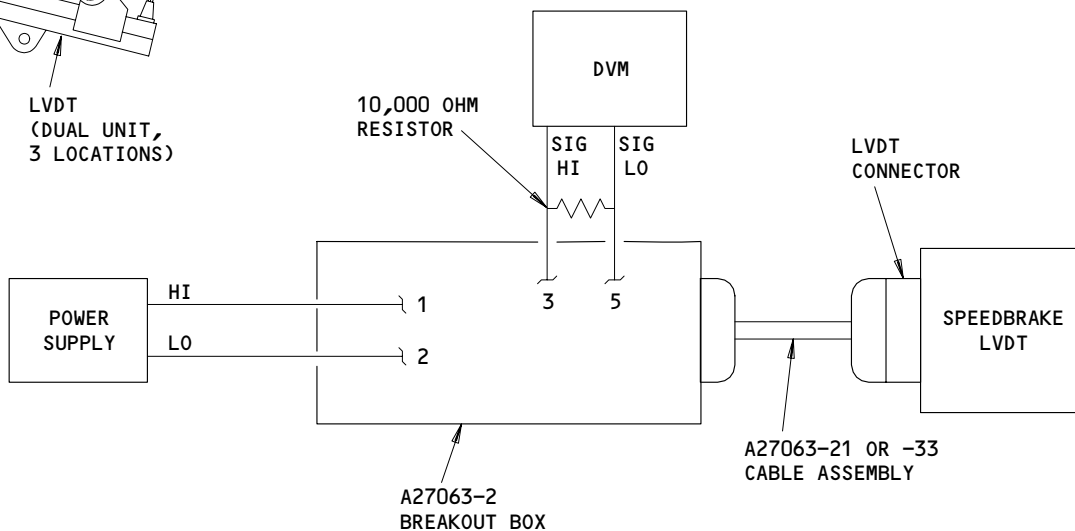 LVDT
(DUAL UNIT,
3 LOCATIONS)
DVM
10,000 OHM
RESISTOR
SIG
HI
SIG
LO
LVDT
CONNECTOR
POWER
SUPPLY
HI
LO
1
2
3
5
SPEEDBRAKE
LVDT
A27063-21 OR -33
CABLE ASSEMBLY
A27063-2
BREAKOUT BOX